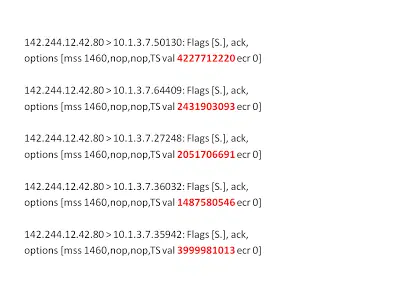 142.244.12.42.80 > 10.1.3.7.50130: Flags [S.], ack,
options [mss 1460,nop,nop,TS val 4227712220 ecr 0]
142.244.12.42.80 > 10.1.3.7.64409: Flags [S.], ack,
options [mss 1460,nop,nop,TS val 2431903093 ecr 0]
142.244.12.42.80 > 10.1.3.7.27248: Flags [S.], ack,
options [mss 1460,nop,nop,TS val 2051706691 ecr 0]
142.244.12.42.80 > 10.1.3.7.36032: Flags [S.], ack,
options [mss 1460,nop,nop,TS val 1487580546 ecr 0]
142.244.12.42.80 > 10.1.3.7.35942: Flags [S.], ack,
options [mss 1460,nop,nop,TS val 3999981013 ecr 0]